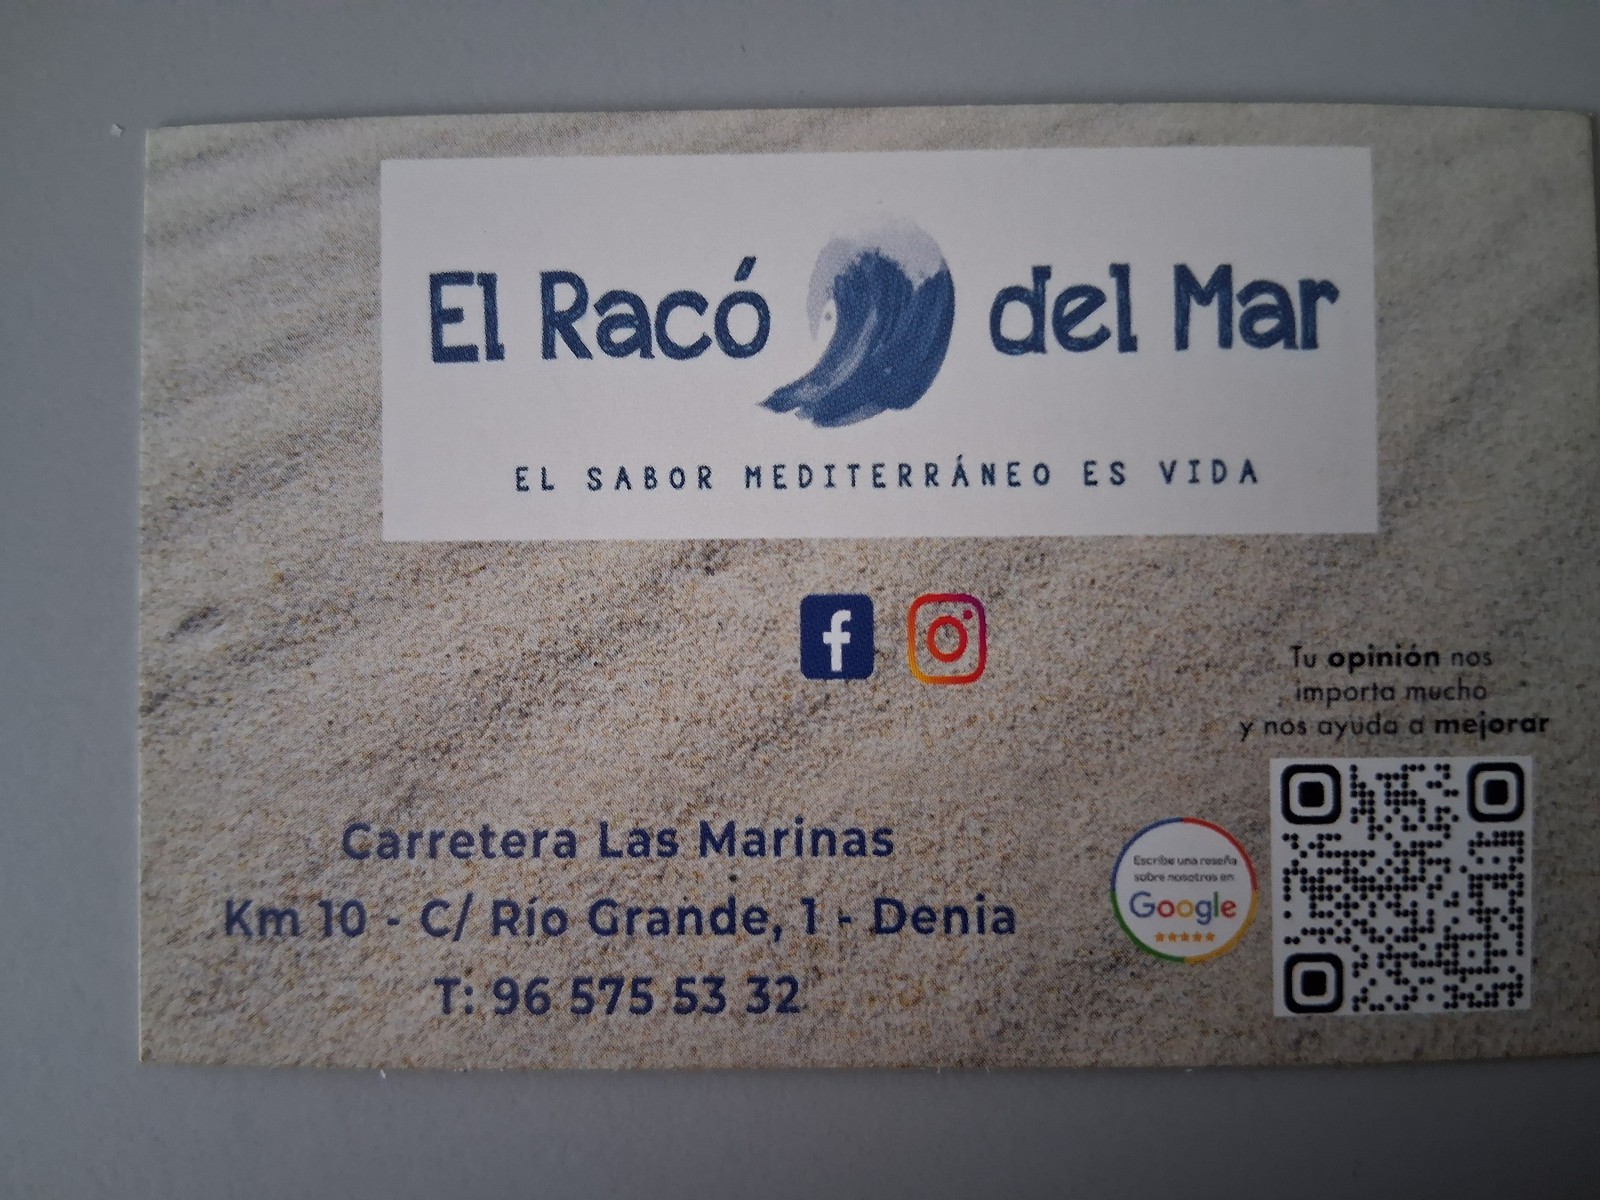 El Racó del Mar
EL SABOR MEDITERRÁNEO ES VIDA
Tu opinión nos
importa mucho
y nos ayuda a mejorar
Carretera Las Marinas
Km 10 - C/ Río Grande, 1 - Denia
T: 96 575 53 32
Escribe una reseña
sobre nosotros en
Google